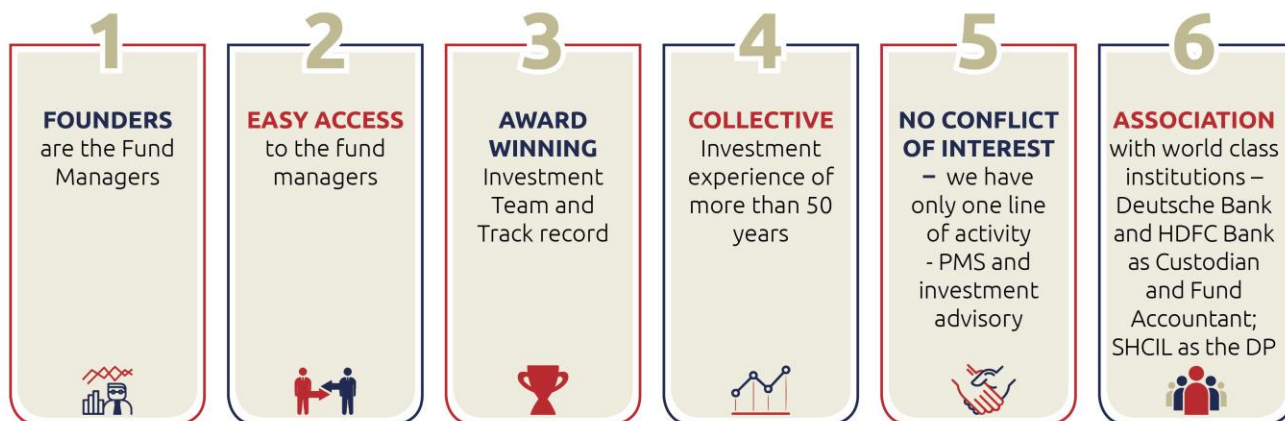 1
FOUNDERS
are the Fund
Managers
2
EASY ACCESS
to the fund
managers
3
AWARD
WINNING
Investment
Team and
Track record
4
COLLECTIVE
Investment
experience of
more than 50
years
5
NO CONFLICT
OF INTEREST
– we have
only one line
of activity
- PMS and
investment
advisory
6
ASSOCIATION
with world class
institutions –
Deutsche Bank
and HDFC Bank
as Custodian
and Fund
Accountant;
SHCIL as the DP